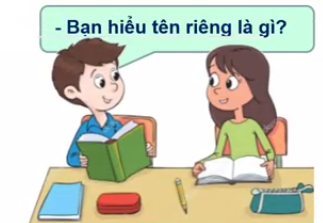 - Bạn hiểu tên riêng là gì?